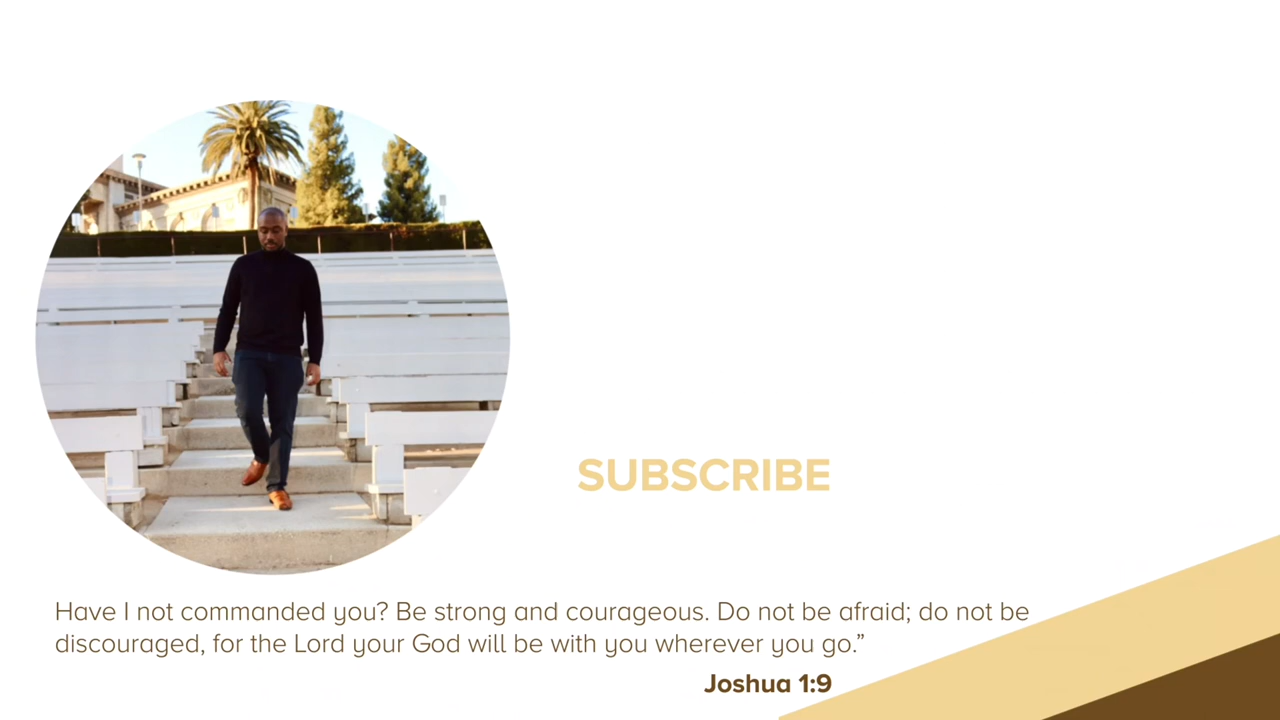 SUBSCRIBE
Have I not commanded you? Be strong and courageous. Do not be afraid; do not be
discouraged, for the Lord your God will be with you wherever you go.”
Joshua 1:9